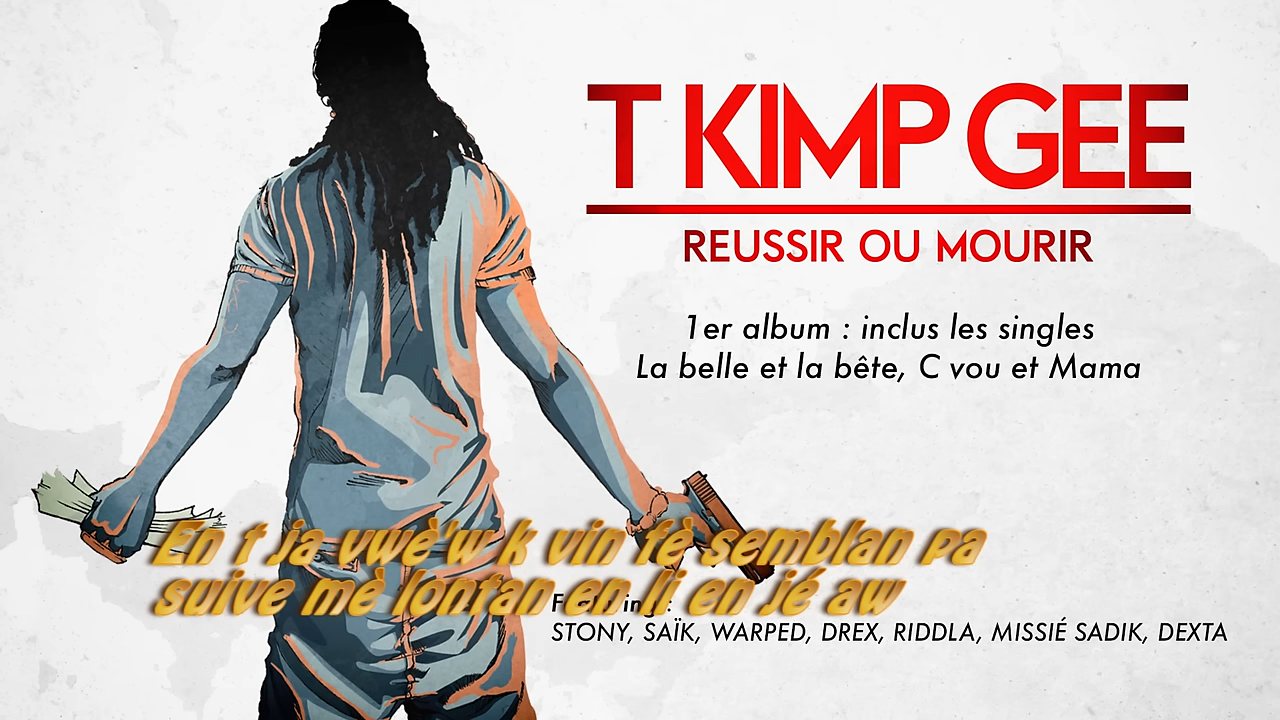 T KIMP GEE
REUSSIR OU MOURIR
1er album : inclus les singles
La belle et la bête, C vou et Mama
En t ja vwè'w k vin fè semblan pa
suive mè lontan en li en jé aw
Featuring :
STONY, SAÏK, WARPED, DREX, RIDDLA, MISSIÉ SADIK, DEXTA